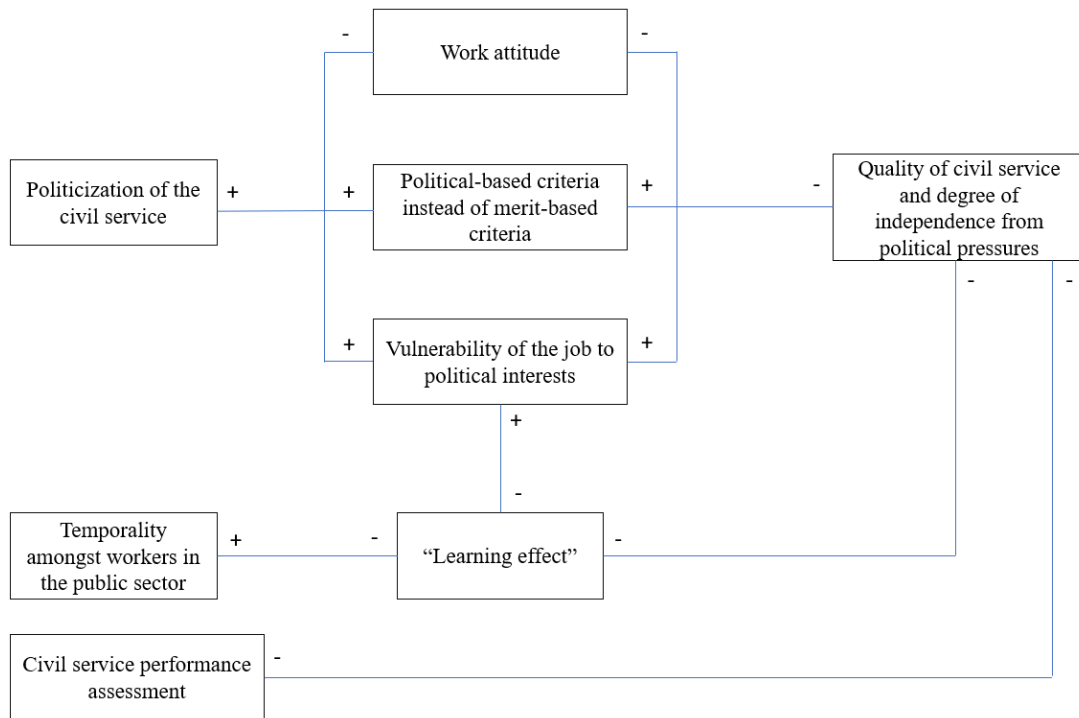 -
-
Work attitude
Politicization of the
civil service
+
+
Political-based criteria
instead of merit-based
criteria
+
-
Quality of civil service
and degree of
independence from
political pressures
-
-
+
Vulnerability of the job to
political interests
+
+
-
Temporality
amongst workers in
the public sector
+
-
“Learning effect”
-
Civil service performance
assessment
-